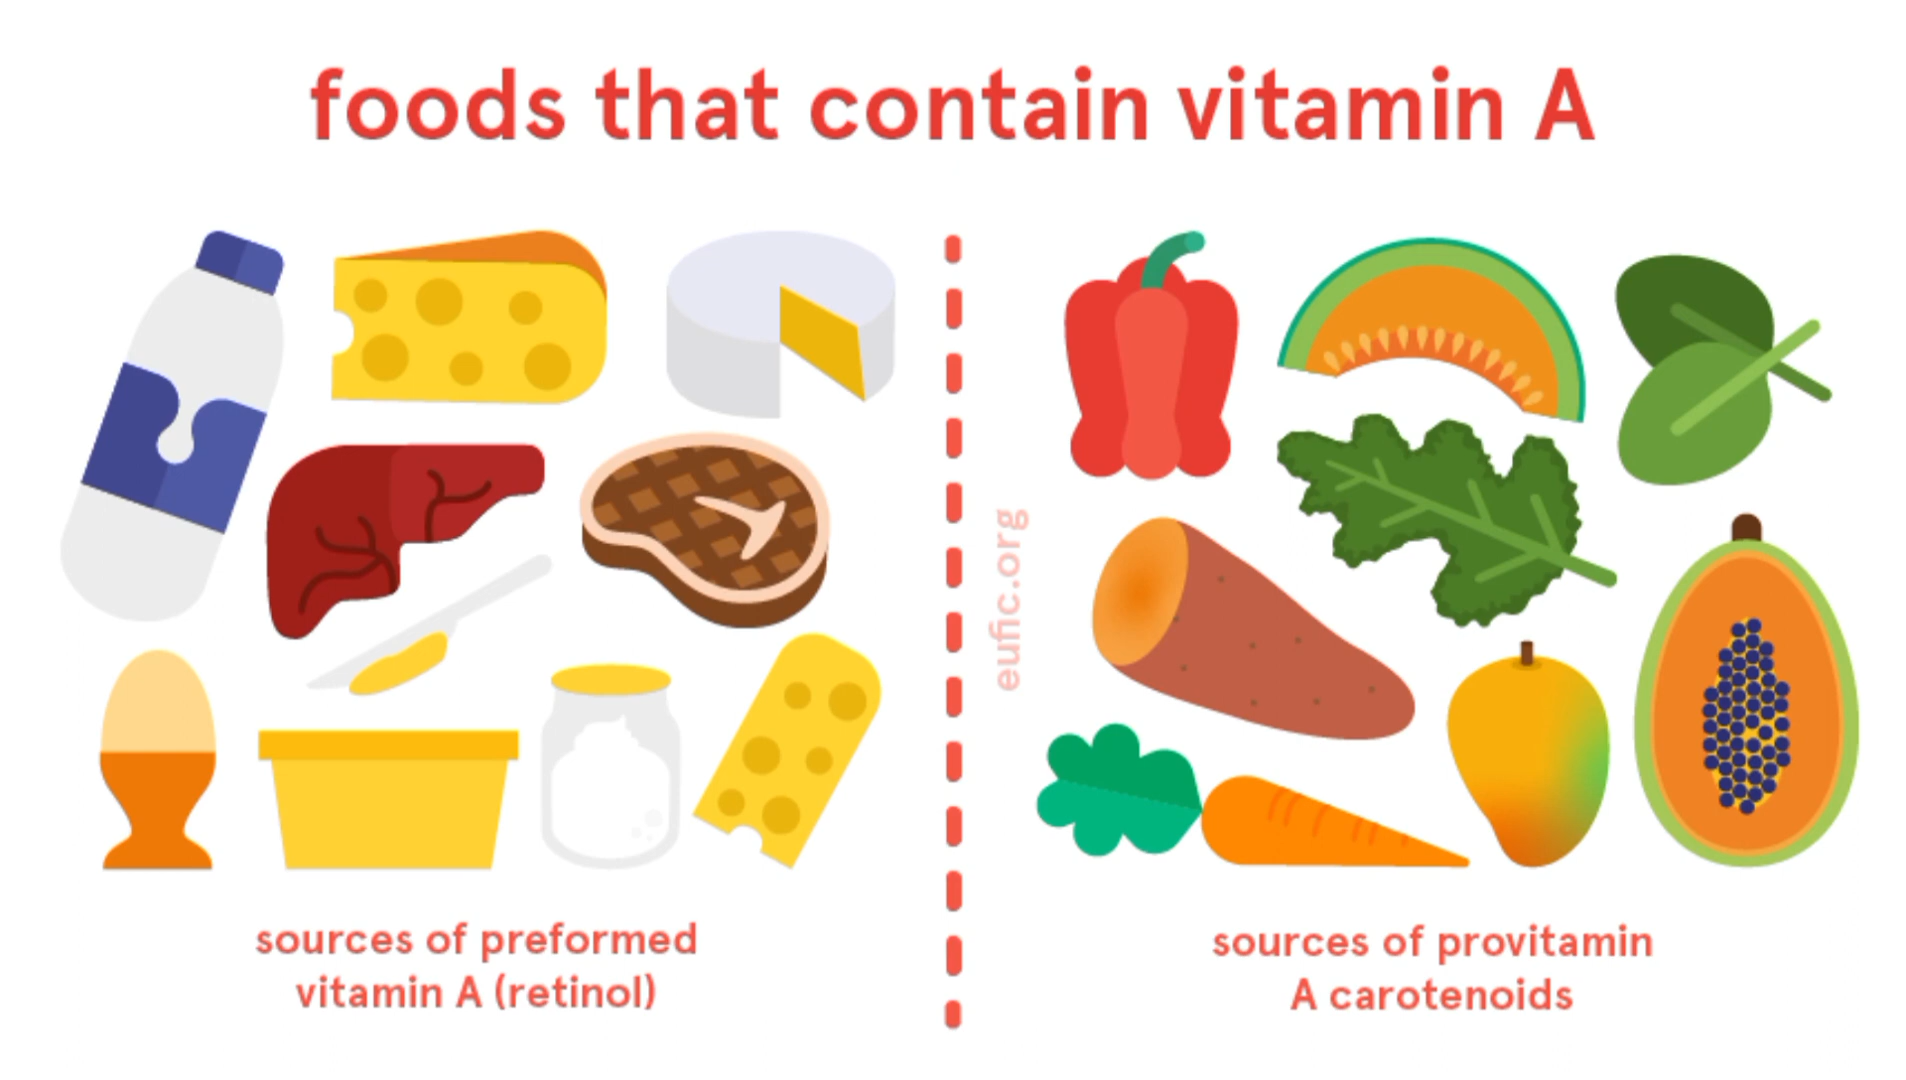 foods that contain vitamin A
eufic.org
sources of preformed
vitamin A (retinol)
sources of provitamin
A carotenoids